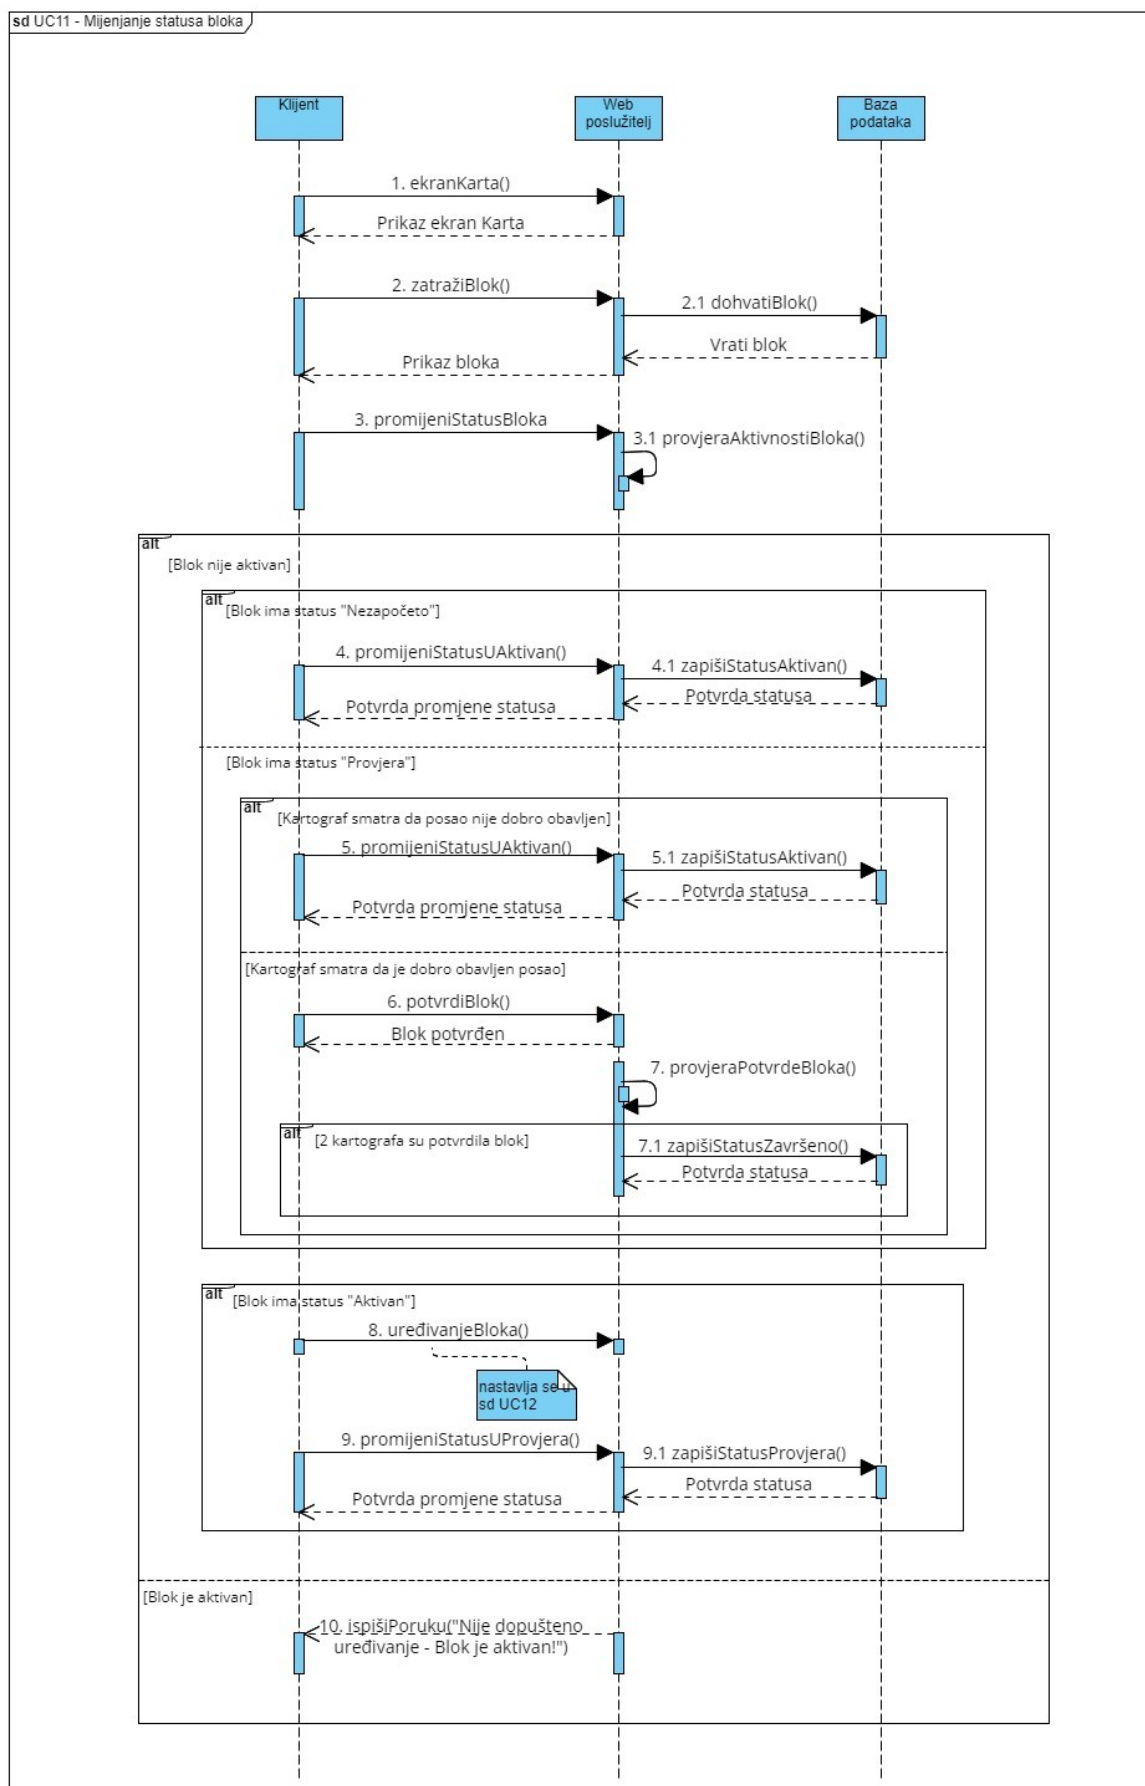 sd UC11 - Mijenjanje statusa bloka
Klijent
Web
poslužitelj
Baza
podataka
1. ekranKarta()
Prikaz ekran Karta
2. zatražiBlok()
2.1 dohvatiBlok()
Vrati blok
Prikaz bloka
3. promijeniStatusBloka
3.1 provjeraAktivnostiBloka()
alt
[Blok nije aktivan]
alt
[Blok ima status "Nezapočeto"]
4. promijeniStatusUAktivan()
4.1 zapišiStatusAktivan()
Potvrda statusa
Potvrda promjene statusa
[Blok ima status "Provjera"]
alt
[Kartograf smatra da posao nije dobro obavljen]
5. promijeniStatusUAktivan()
5.1 zapišiStatusAktivan()
Potvrda statusa
Potvrda promjene statusa
[Kartograf smatra da je dobro obavljen posao]
6. potvrdiBlok()
Blok potvrđen
7. provjeraPotvrdeBloka()
alt
[2 kartografa su potvrdila blok]
7.1 zapišiStatusZavršeno()
Potvrda statusa
alt
[Blok ima status "Aktivan"]
8. uređivanjeBloka()
nastavlja se u
sd UC12
9. promijeniStatusUProvjera()
9.1 zapišiStatusProvjera()
Potvrda statusa
Potvrda promjene statusa
[Blok je aktivan]
10. ispišiPoruku("Nije dopušteno
uređivanje - Blok je aktivan!")